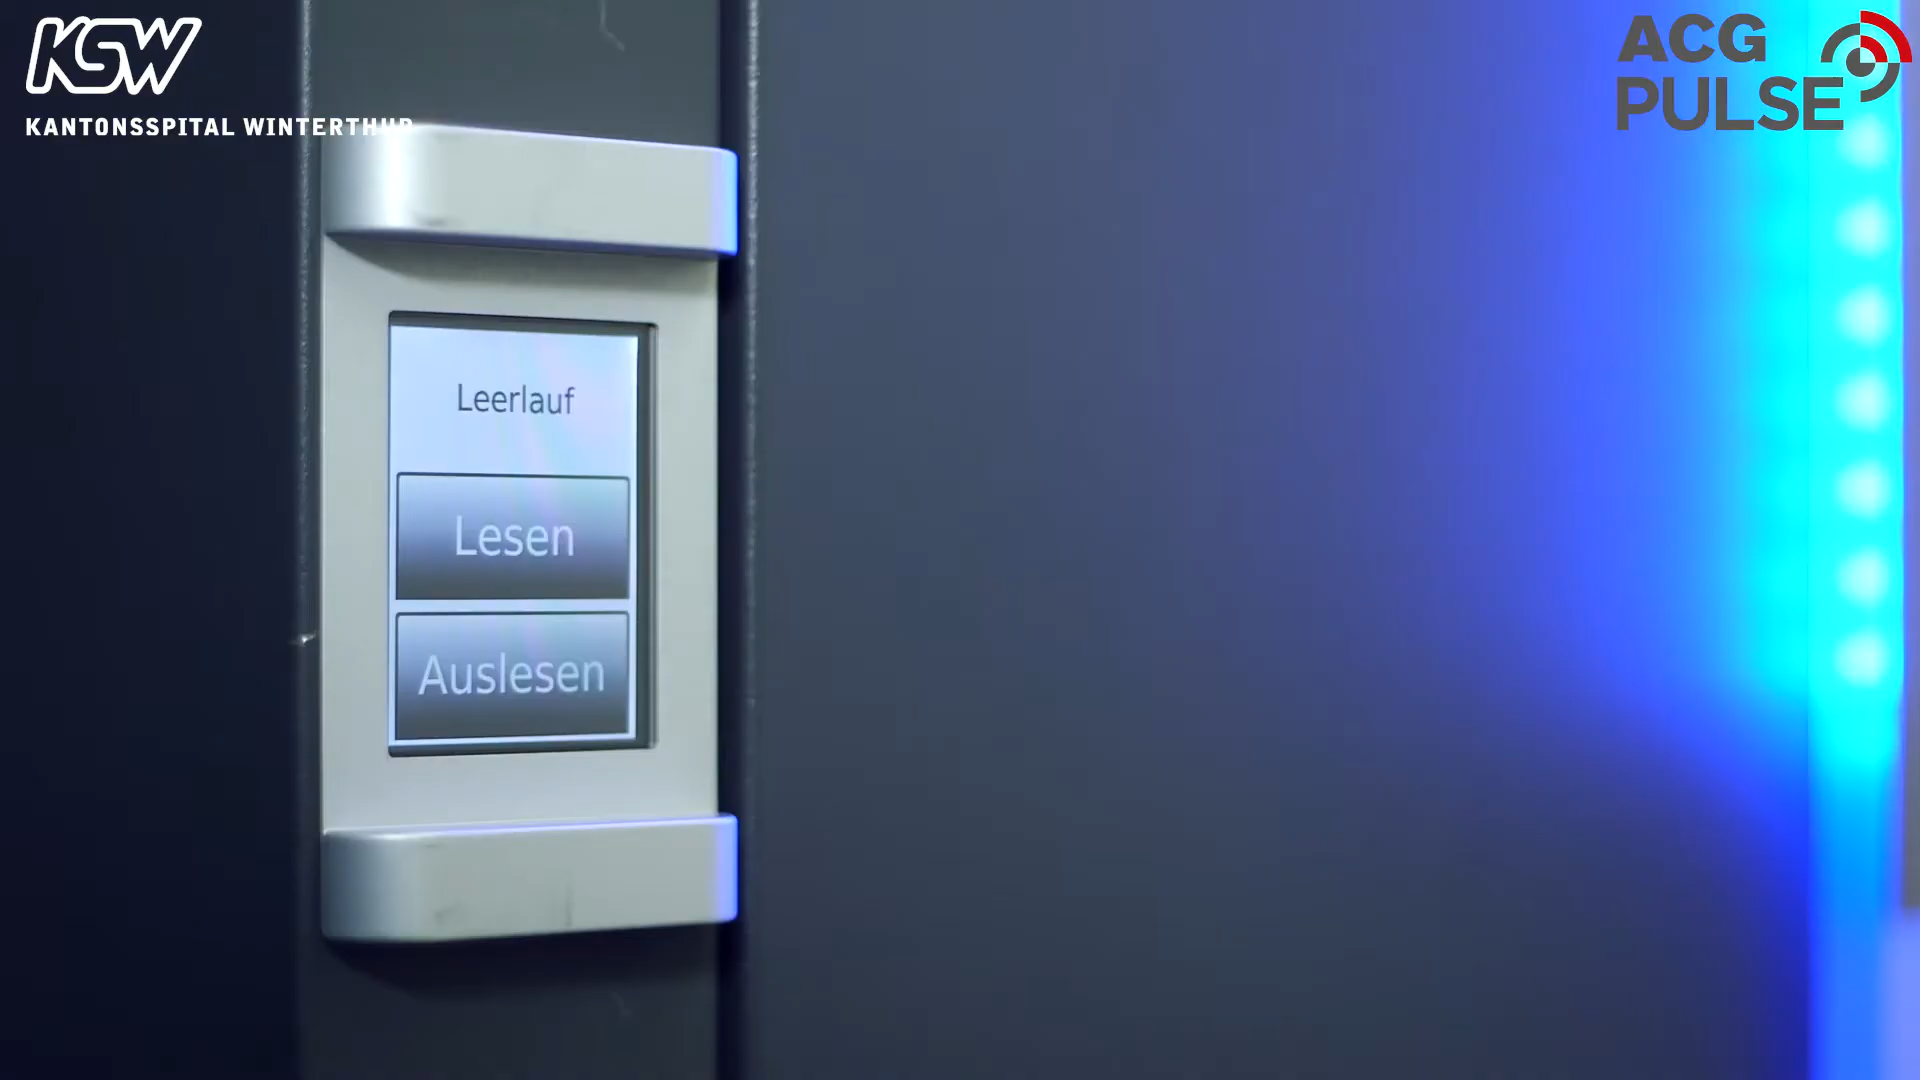 KSW
KANTONSSPITAL WINTERTHUR
ACG
PULSE
Leerlauf
Lesen
Auslesen